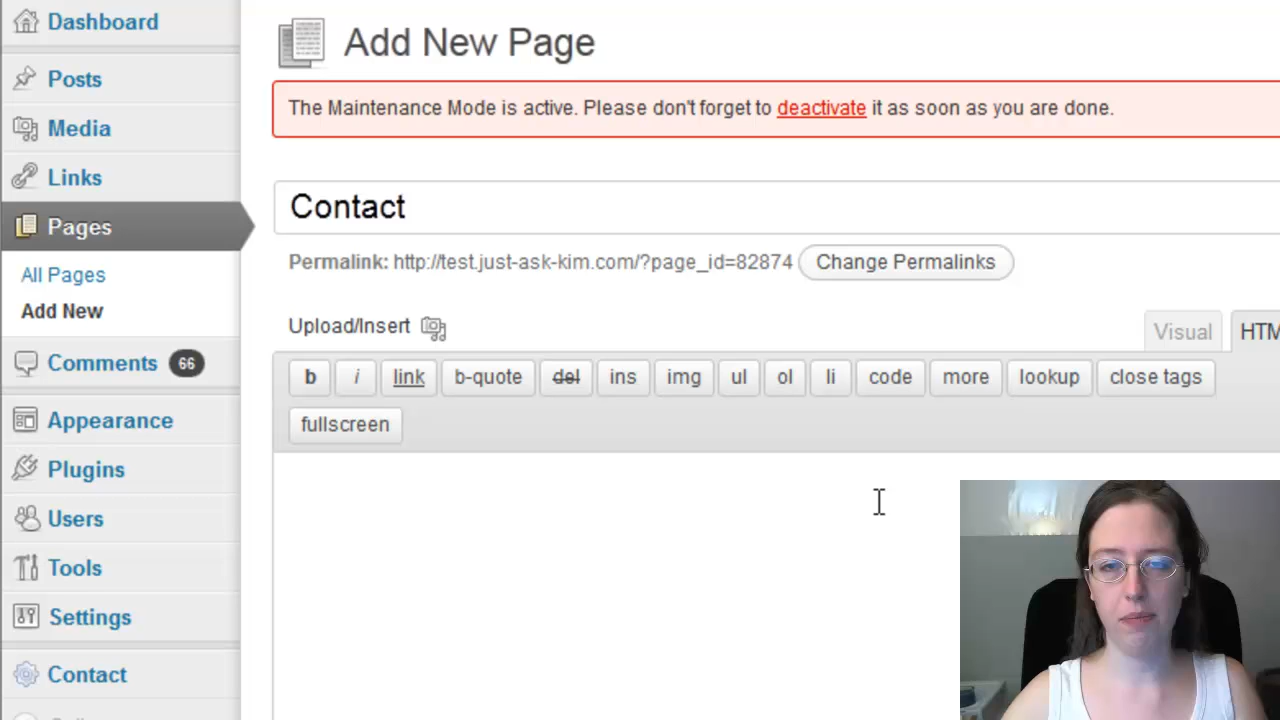 Dashboard
Posts
Media
Links
Pages
All Pages
Add New
Comments 66
Appearance
Plugins
Users
Tools
Settings
Contact
Add New Page
The Maintenance Mode is active. Please don't forget to deactivate it as soon as you are done.
Contact
Permalink: http://test.just-ask-kim.com/?page_id=82874 Change Permalinks
Upload/Insert
Visual HTM
b i link b-quote del ins img ul ol li code more lookup close tags
fullscreen